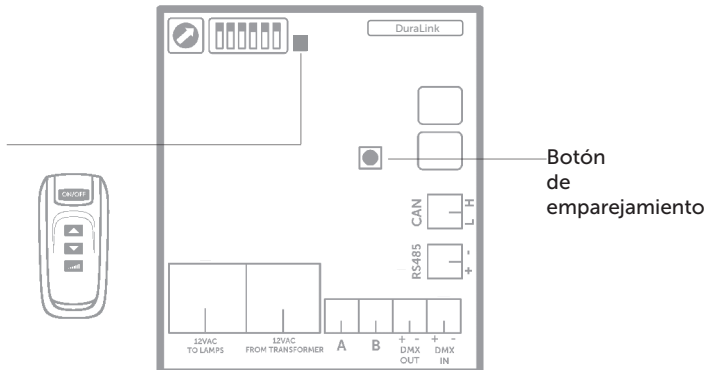 DuraLink
Botón
de
emparejamiento
ON/OFF
CAN
L H
RS485
+ -
12VAC
TO LAMPS
12VAC
FROM TRANSFORMER
A
B
+ -
DMX
OUT
+ -
DMX
IN